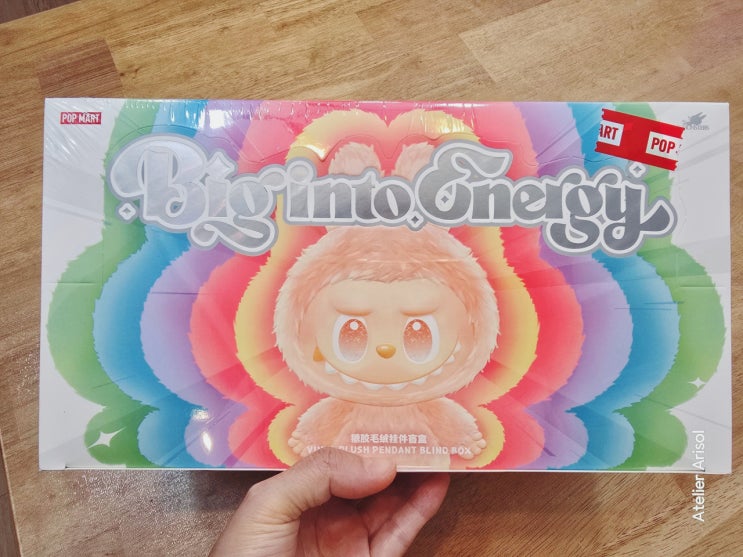 POP MART
ART
POP
Big into Energy
搪胶毛绒挂件盲盒
PLUSH PENDANT BLIND BOX
Atelier Arisol